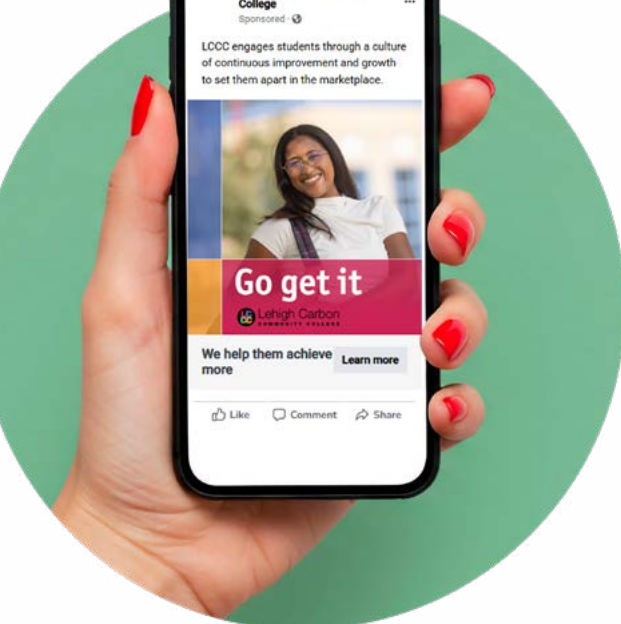 College
Sponsored ·
LCCC engages students through a culture
of continuous improvement and growth
to set them apart in the marketplace.
Go get it
Lehigh Carbon
COMMUNITY COLLEGE
We help them achieve
more
Learn more
Like Comment Share